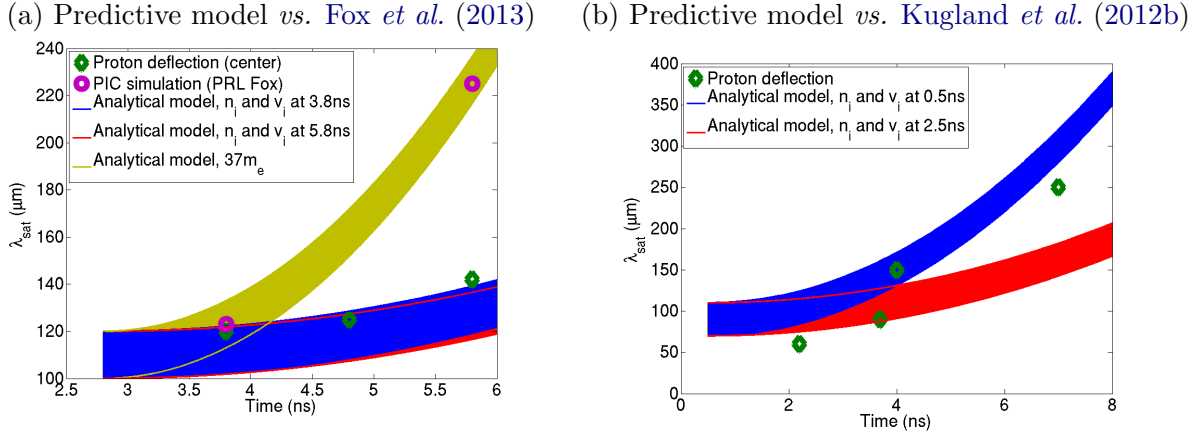 (a) Predictive model vs. Fox et al. (2013)
240
220
200
180
160
140
120
100
λsat (μm)
Proton deflection (center)
PIC simulation (PRL Fox)
Analytical model, ni and vi at 3.8ns
Analytical model, ni and vi at 5.8ns
Analytical model, 37me
2.5 3 3.5 4 4.5 5 5.5 6
Time (ns)
(b) Predictive model vs. Kugland et al. (2012b)
400
350
300
250
200
150
100
50
0
λsat (μm)
Proton deflection
Analytical model, ni and vi at 0.5ns
Analytical model, ni and vi at 2.5ns
0 2 4 6 8
Time (ns)